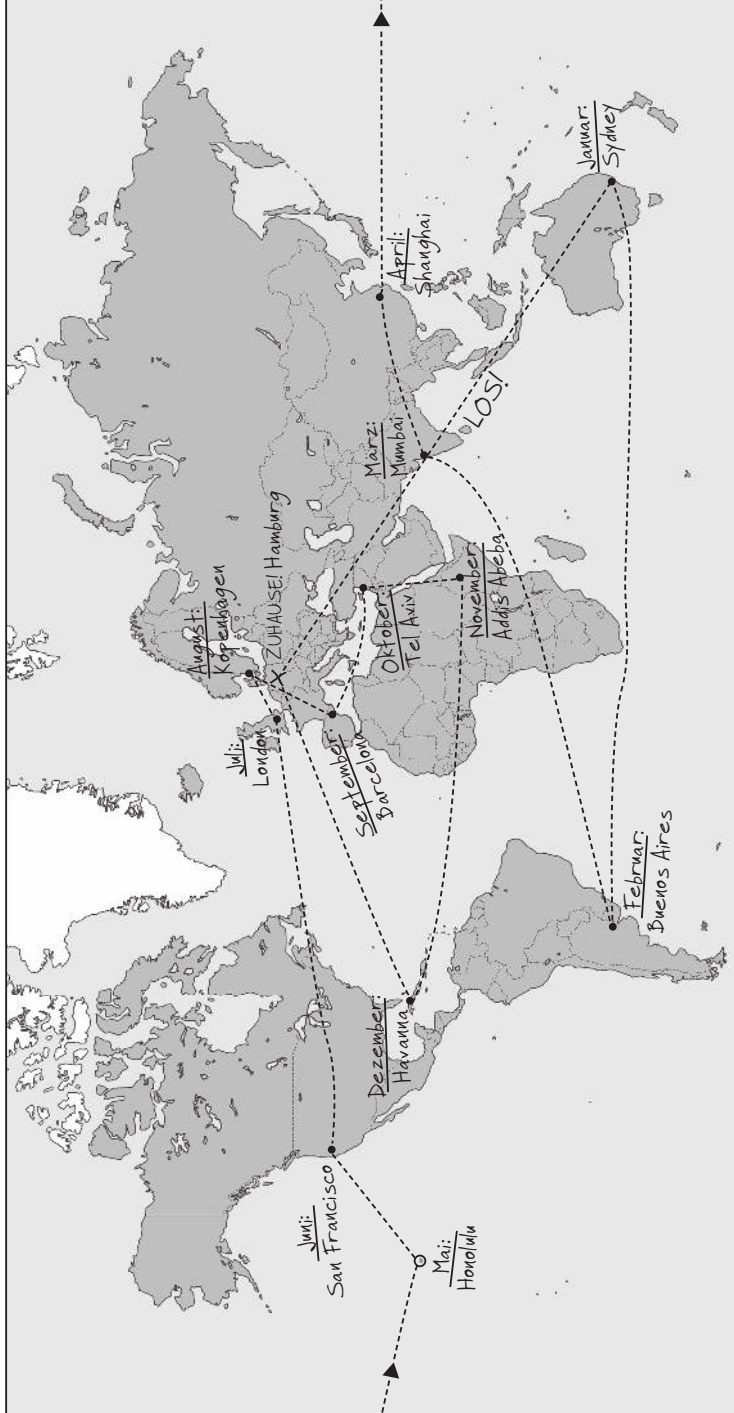 ZUHAUSE! Hamburg
LOS!
Januar:
Sydney
Februar:
Buenos Aires
März:
Mumbai
April:
Shanghai
Mai:
Honolulu
Juni:
San Francisco
Juli:
London
August:
Kopenhagen
September:
Barcelona
Oktober:
Tel Aviv
November:
Addis Abeba
Dezember:
Havanna